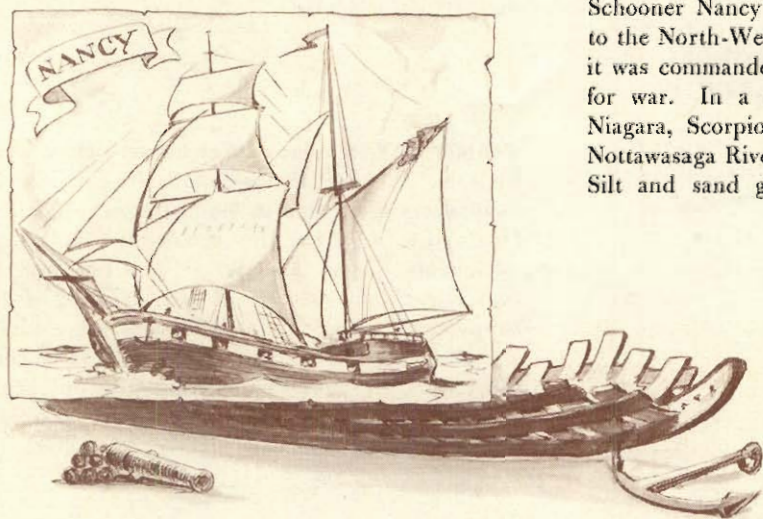 NANCY
Schooner Nancy
to the North-We
it was commande
for war. In a
Niagara, Scorpio
Nottawasaga Rive
Silt and sand g